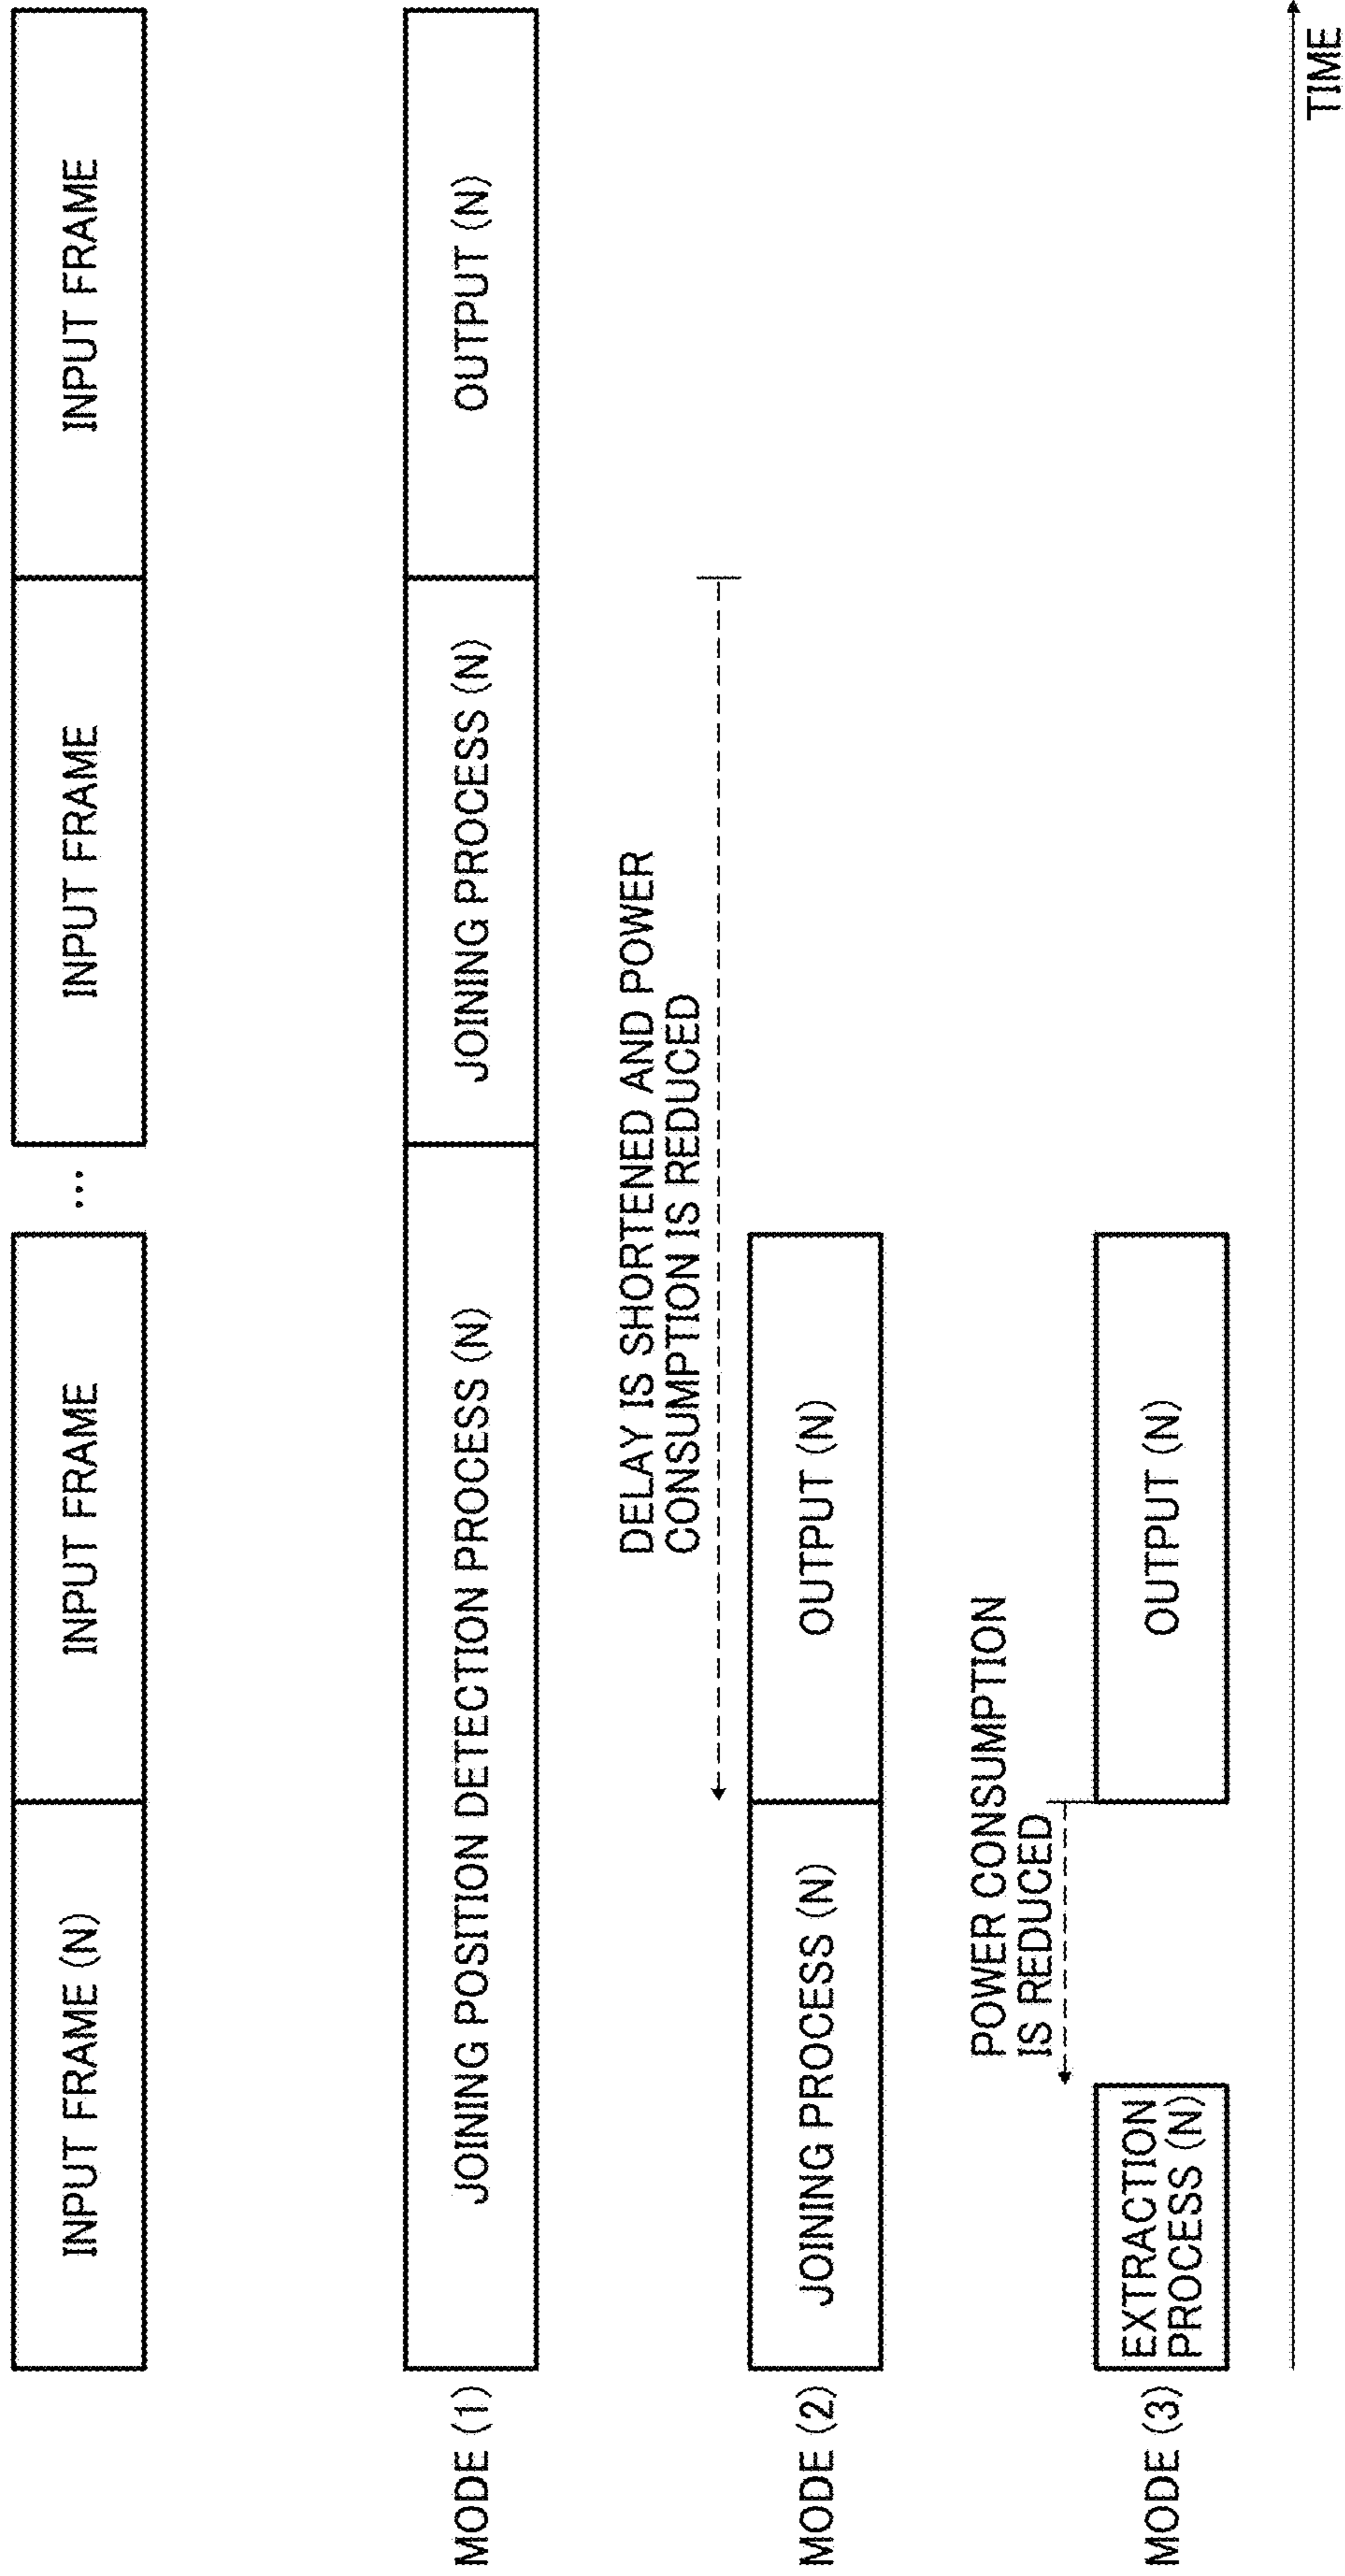 INPUT FRAME (N)
INPUT FRAME
...
INPUT FRAME
INPUT FRAME
MODE (1)
JOINING POSITION DETECTION PROCESS (N)
JOINING PROCESS (N)
OUTPUT (N)
DELAY IS SHORTENED AND POWER
CONSUMPTION IS REDUCED
MODE (2)
JOINING PROCESS (N)
OUTPUT (N)
POWER CONSUMPTION
IS REDUCED
MODE (3)
EXTRACTION
PROCESS (N)
OUTPUT (N)
TIME